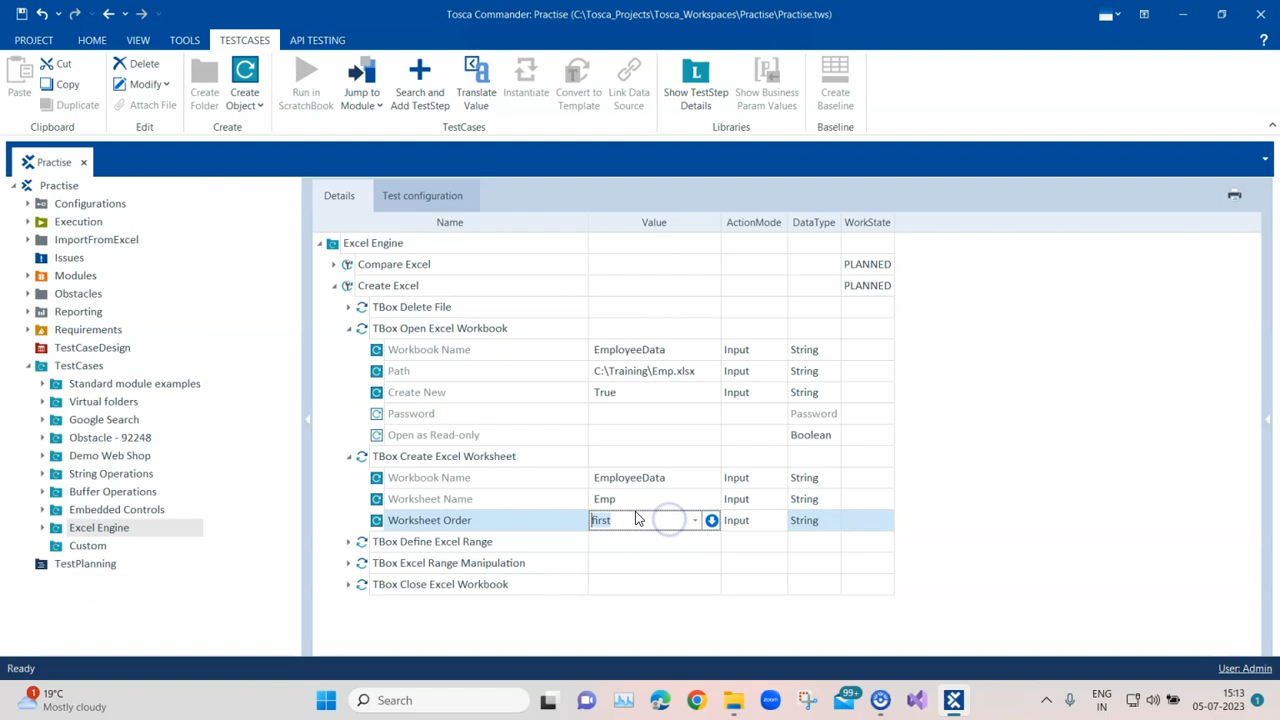 Tosca Commander: Practise (C:\Tosca_Projects\Tosca_Workspaces\Practise\Practise.tws)
PROJECT HOME VIEW TOOLS TESTCASES API TESTING
Paste Cut Copy Duplicate
Clipboard
Delete Modify Attach File
Edit
Create Folder Create Object
Create
Run in ScratchBook Jump to Module Search and Add TestStep Translate Value Instantiate Convert to Template Link Data Source
TestCases
Show TestStep Details Show Business Param Values
Libraries
Create Baseline
Baseline
Practise
Practise
Configurations
Execution
ImportFromExcel
Issues
Modules
Obstacles
Reporting
Requirements
TestCaseDesign
TestCases
Standard module examples
Virtual folders
Google Search
Obstacle - 92248
Demo Web Shop
String Operations
Buffer Operations
Embedded Controls
Excel Engine
Custom
TestPlanning
Details Test configuration
Name Value ActionMode DataType WorkState
Excel Engine
Compare Excel PLANNED
Create Excel PLANNED
TBox Delete File
TBox Open Excel Workbook
Workbook Name EmployeeData Input String
Path C:\Training\Emp.xlsx Input String
Create New True Input String
Password Password
Open as Read-only Boolean
TBox Create Excel Worksheet
Workbook Name EmployeeData Input String
Worksheet Name Emp Input String
Worksheet Order first Input String
TBox Define Excel Range
TBox Excel Range Manipulation
TBox Close Excel Workbook
Ready User: Admin
1 19°C
Mostly cloudy
Search
zoom
99+
ENG
IN
15:13
05-07-2023
1